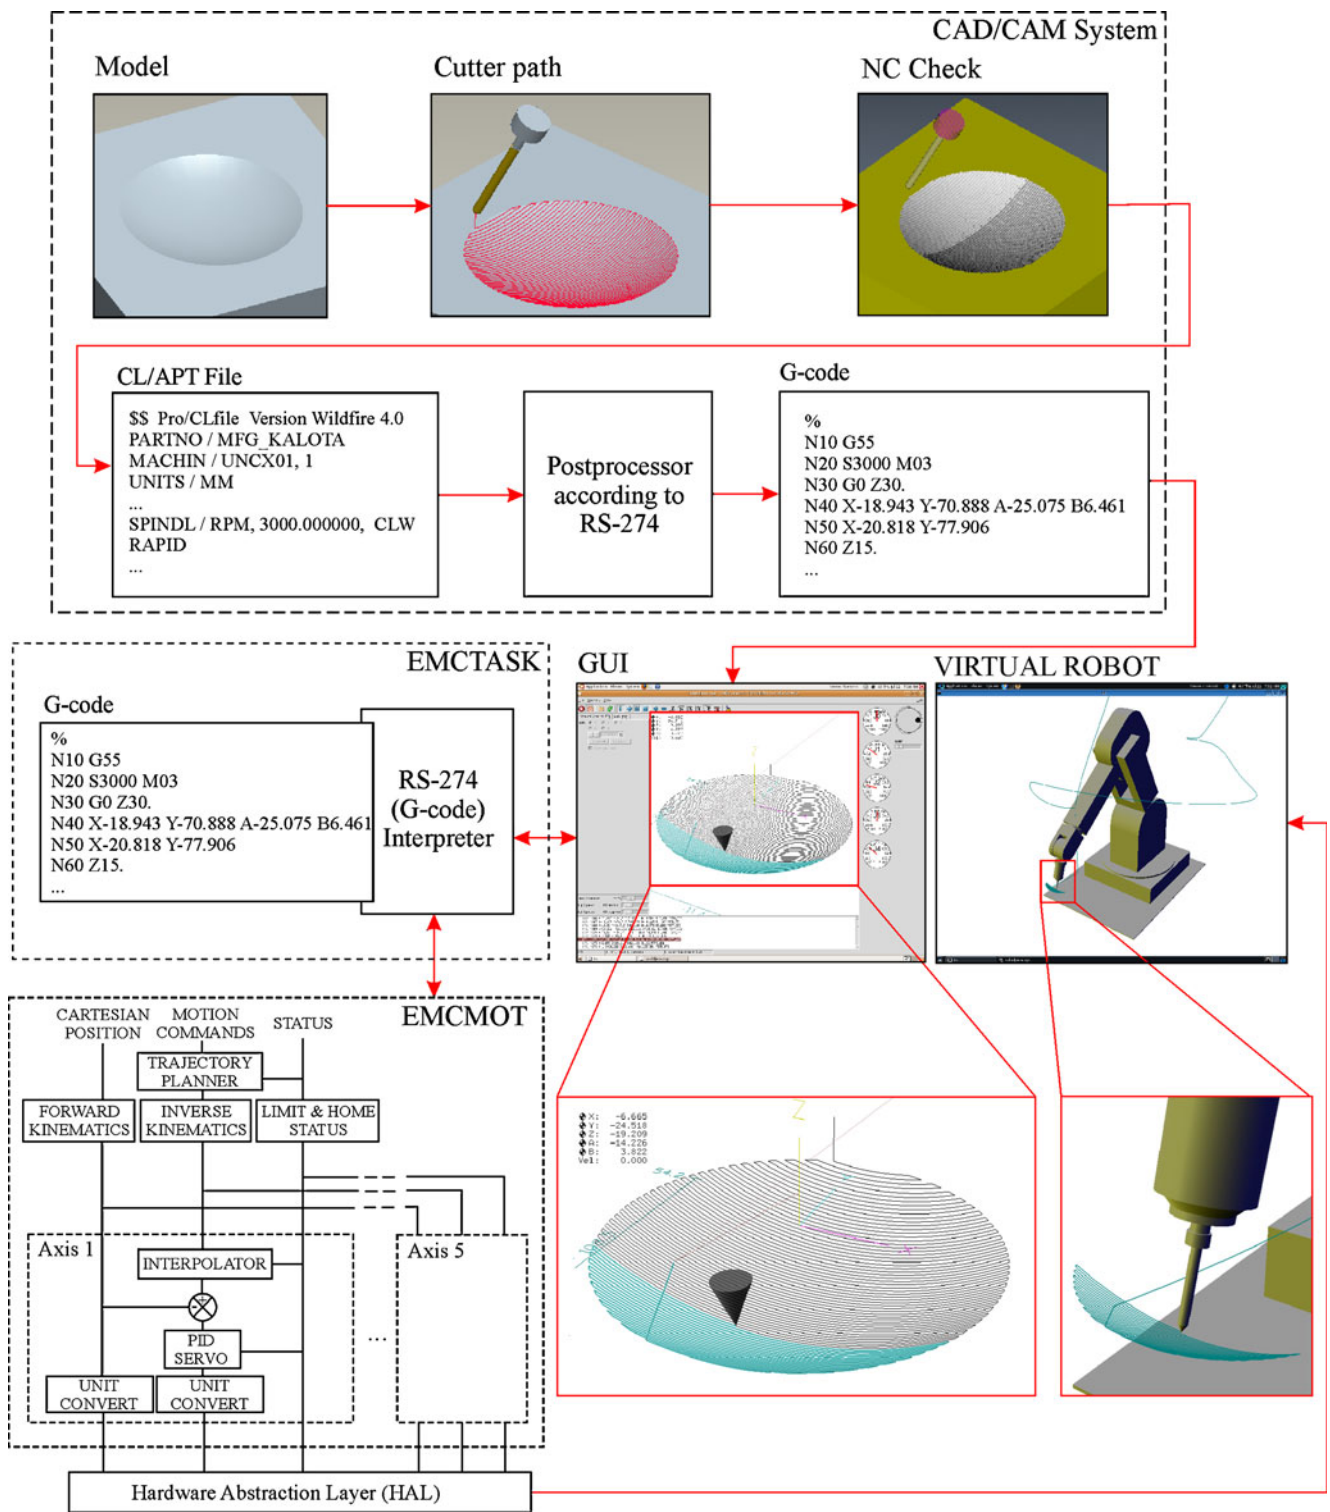 CAD/CAM System
Model
Cutter path
NC Check
CL/APT File
$$ Pro/CLfile Version Wildfire 4.0
PARTNO / MFG_KALOTA
MACHIN / UNCX01, 1
UNITS / MM
...
SPINDL / RPM, 3000.000000, CLW
RAPID
...
Postprocessor
according to
RS-274
G-code
%
N10 G55
N20 S3000 M03
N30 G0 Z30.
N40 X-18.943 Y-70.888 A-25.075 B6.461
N50 X-20.818 Y-77.906
N60 Z15.
...
EMCTASK
G-code
%
N10 G55
N20 S3000 M03
N30 G0 Z30.
N40 X-18.943 Y-70.888 A-25.075 B6.461
N50 X-20.818 Y-77.906
N60 Z15.
...
RS-274
(G-code)
Interpreter
GUI
Z
VIRTUAL ROBOT
EMCMOT
CARTESIAN
POSITION
MOTION
COMMANDS
STATUS
TRAJECTORY
PLANNER
FORWARD
KINEMATICS
INVERSE
KINEMATICS
LIMIT & HOME
STATUS
Axis 1
INTERPOLATOR
+
-
PID
SERVO
UNIT
CONVERT
UNIT
CONVERT
...
Axis 5
Hardware Abstraction Layer (HAL)
X: -6.665
Y: -24.518
Z: -19.209
A: -14.226
B: 3.822
Vel: 0.000
Z
X